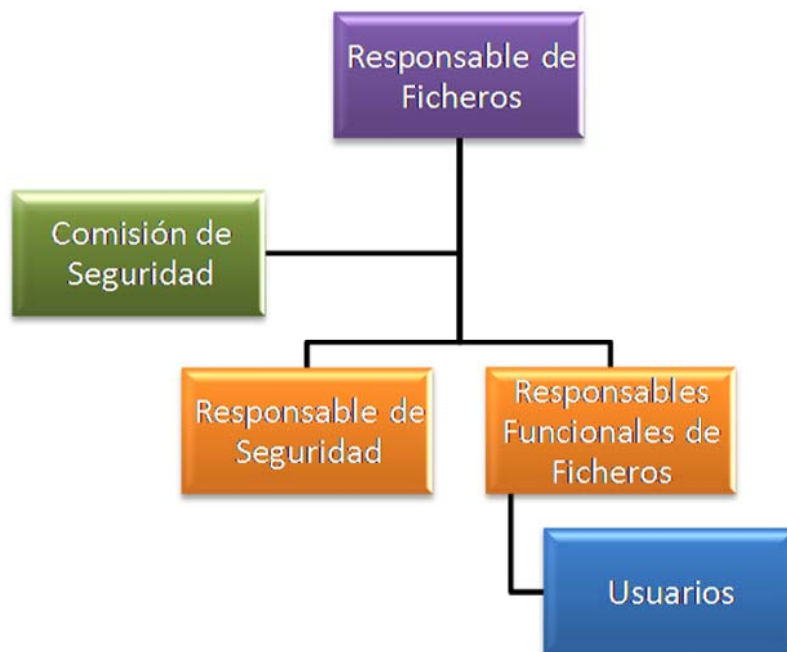 Responsable de
Ficheros
Comisión de
Seguridad
Responsable de
Seguridad
Responsables
Funcionales de
Ficheros
Usuarios